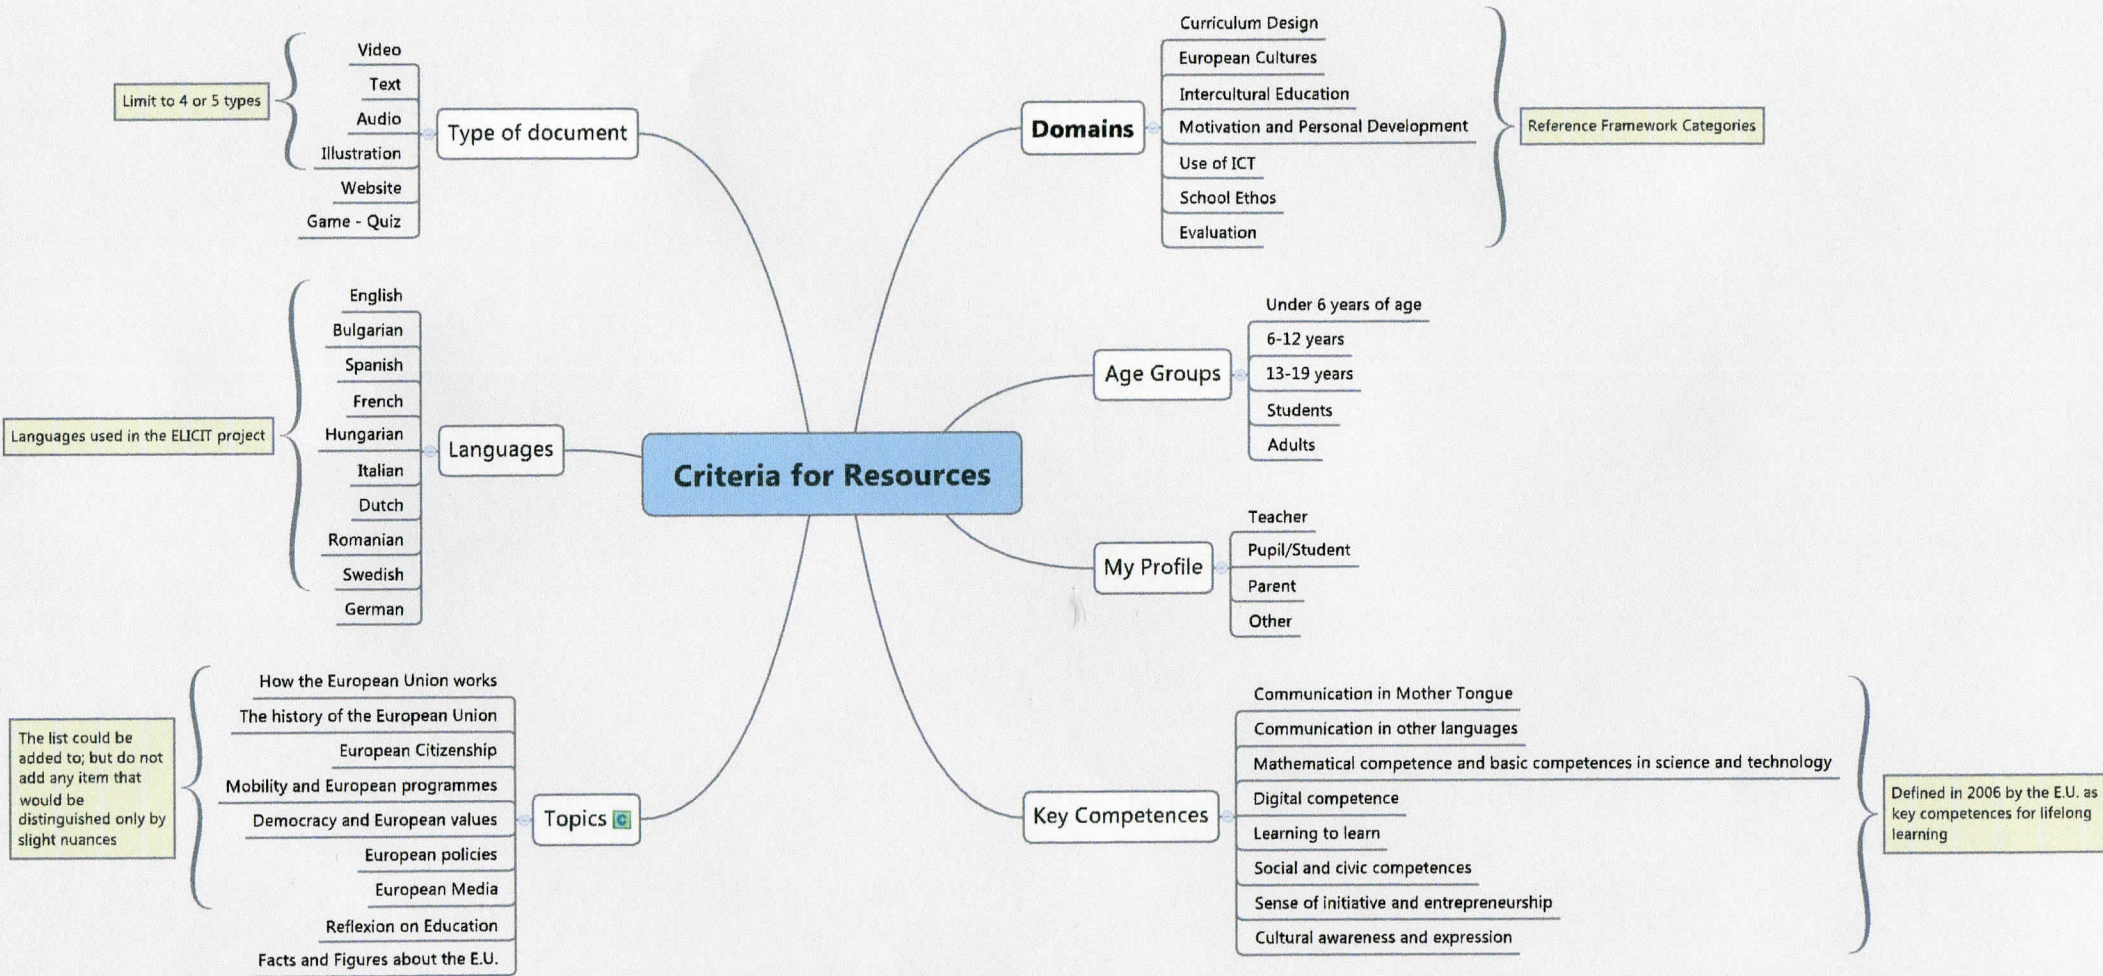 Criteria for Resources
Type of document
Video
Text
Audio
Illustration
Website
Game - Quiz
Limit to 4 or 5 types
Languages
English
Bulgarian
Spanish
French
Hungarian
Italian
Dutch
Romanian
Swedish
German
Languages used in the ELICIT project
Topics
How the European Union works
The history of the European Union
European Citizenship
Mobility and European programmes
Democracy and European values
European policies
European Media
Reflexion on Education
Facts and Figures about the E.U.
The list could be
added to; but do not
add any item that
would be
distinguished only by
slight nuances
Domains
Curriculum Design
European Cultures
Intercultural Education
Motivation and Personal Development
Use of ICT
School Ethos
Evaluation
Reference Framework Categories
Age Groups
Under 6 years of age
6-12 years
13-19 years
Students
Adults
My Profile
Teacher
Pupil/Student
Parent
Other
Key Competences
Communication in Mother Tongue
Communication in other languages
Mathematical competence and basic competences in science and technology
Digital competence
Learning to learn
Social and civic competences
Sense of initiative and entrepreneurship
Cultural awareness and expression
Defined in 2006 by the E.U. as
key competences for lifelong
learning